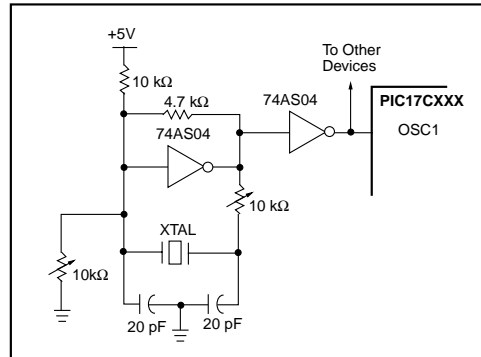 +5V
10 kΩ
4.7 kΩ
74AS04
74AS04
To Other
Devices
PIC17CXXX
OSC1
10 kΩ
XTAL
10kΩ
20 pF
20 pF